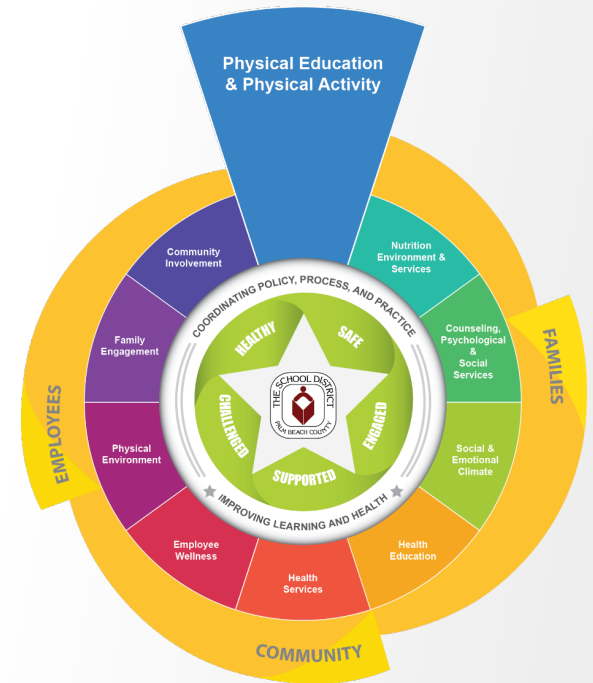 Physical Education
& Physical Activity
Nutrition
Environment &
Services
Counseling,
Psychological
&
Social
Services
Social &
Emotional
Climate
Health
Education
Health
Services
Employee
Wellness
Physical
Environment
Family
Engagement
Community
Involvement
COORDINATING POLICY, PROCESS, AND PRACTICE
IMPROVING LEARNING AND HEALTH
HEALTHY
SAFE
ENGAGED
SUPPORTED
CHALLENGED
THE SCHOOL DISTRICT
PALM BEACH COUNTY
FAMILIES
COMMUNITY
EMPLOYEES